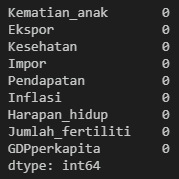 Kematian_anak 0
Ekspor 0
Kesehatan 0
Impor 0
Pendapatan 0
Inflasi 0
Harapan_hidup 0
Jumlah_fertiliti 0
GDPperkapita 0
dtype: int64